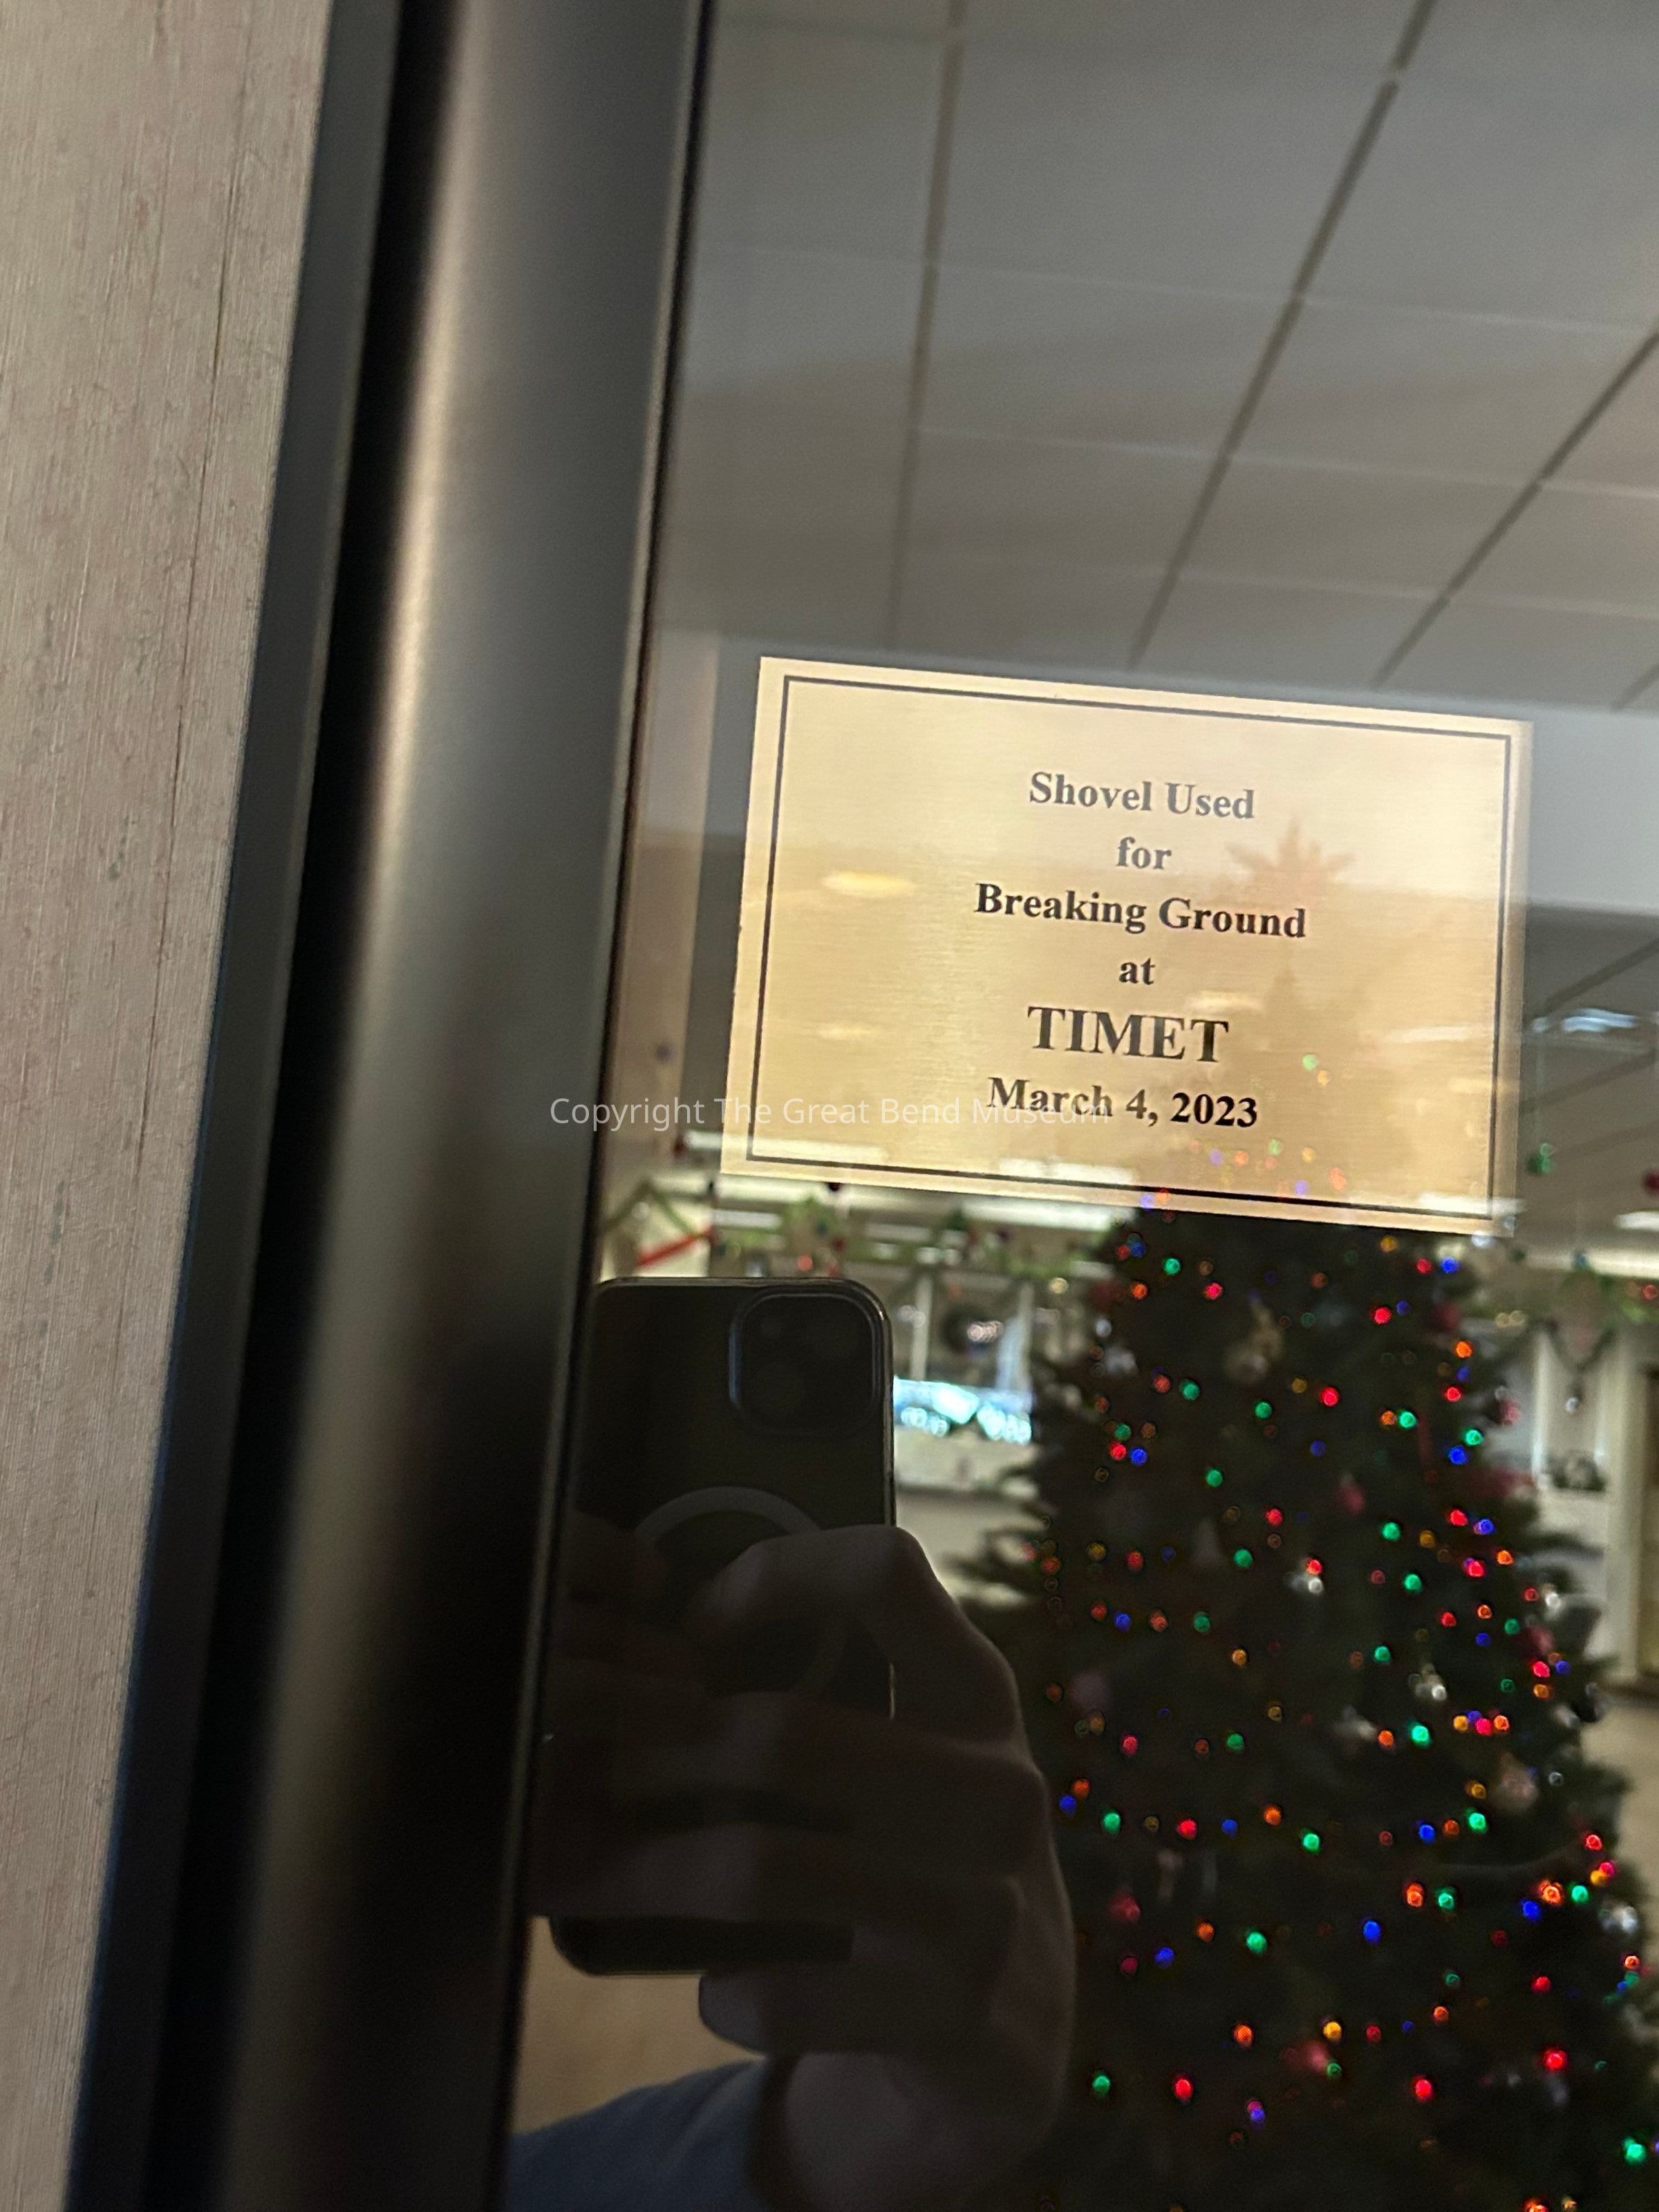 Shovel Used
for
Breaking Ground
at
TIMET
March 4, 2023
Copyright The Great Bend Museum